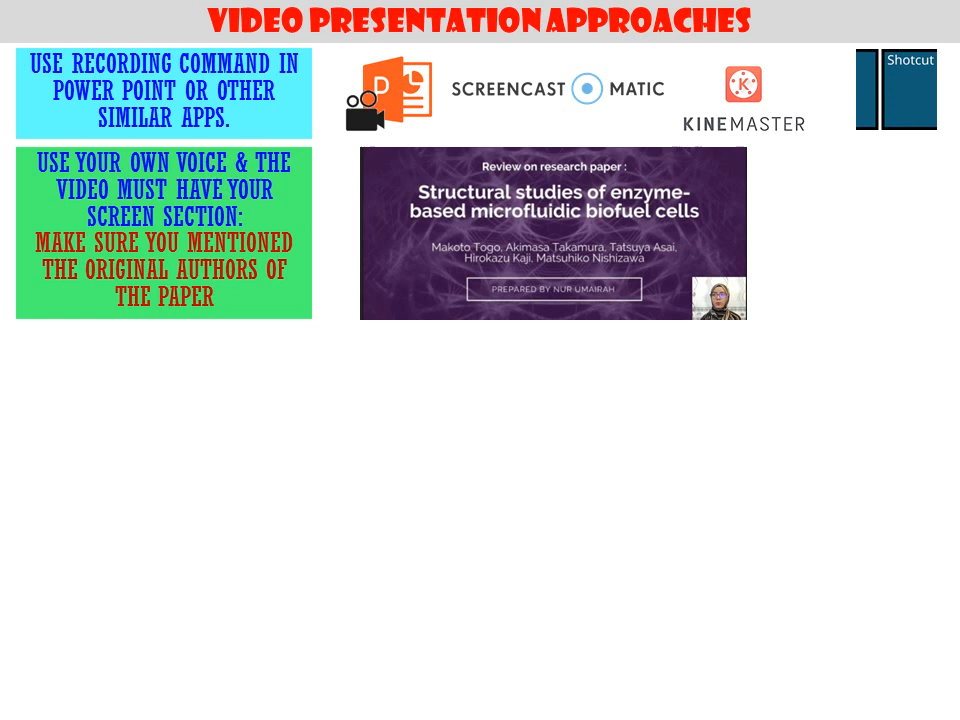 VIDEO PRESENTATION APPROACHES
USE RECORDING COMMAND IN
POWER POINT OR OTHER
SIMILAR APPS.
D
SCREENCAST MATIC
K
KINEMASTER
Shotcut
USE YOUR OWN VOICE & THE
VIDEO MUST HAVE YOUR
SCREEN SECTION:
MAKE SURE YOU MENTIONED
THE ORIGINAL AUTHORS OF
THE PAPER
Review on research paper :
Structural studies of enzyme-
based microfluidic biofuel cells
Makoto Togo, Akimasa Takamura, Tatsuya Asai,
Hirokazu Kaji, Matsuhiko Nishizawa
PREPARED BY NUR UMAIRAH